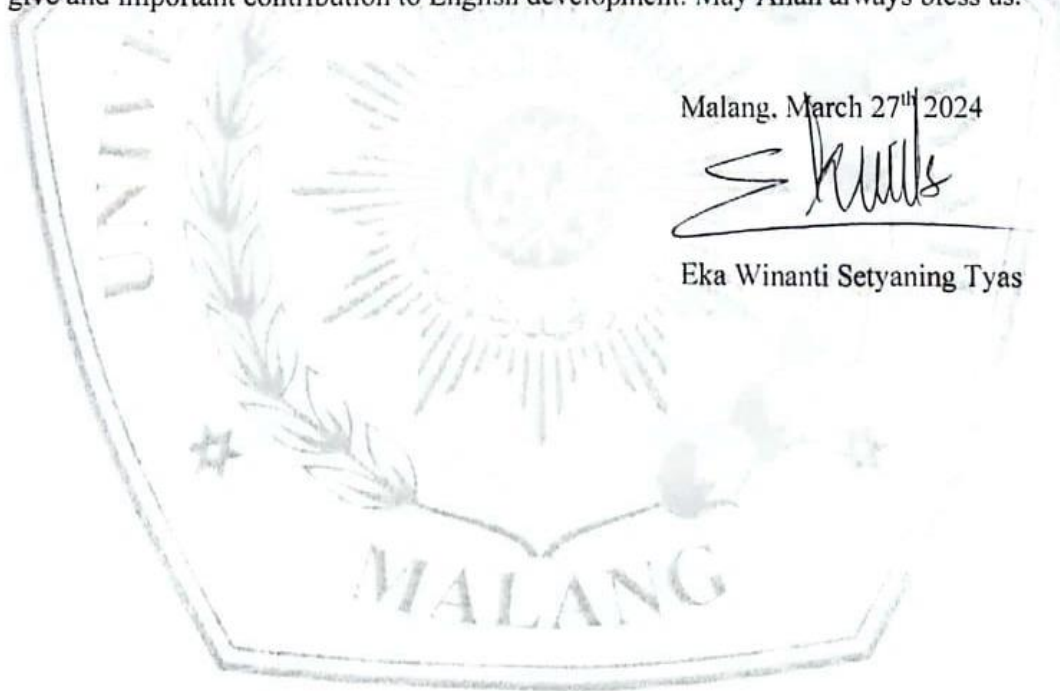 give and important contribution to English development. May Allah always bless us.
Malang, March 27th 2024
Eka Winanti Setyaning Tyas
MALANG